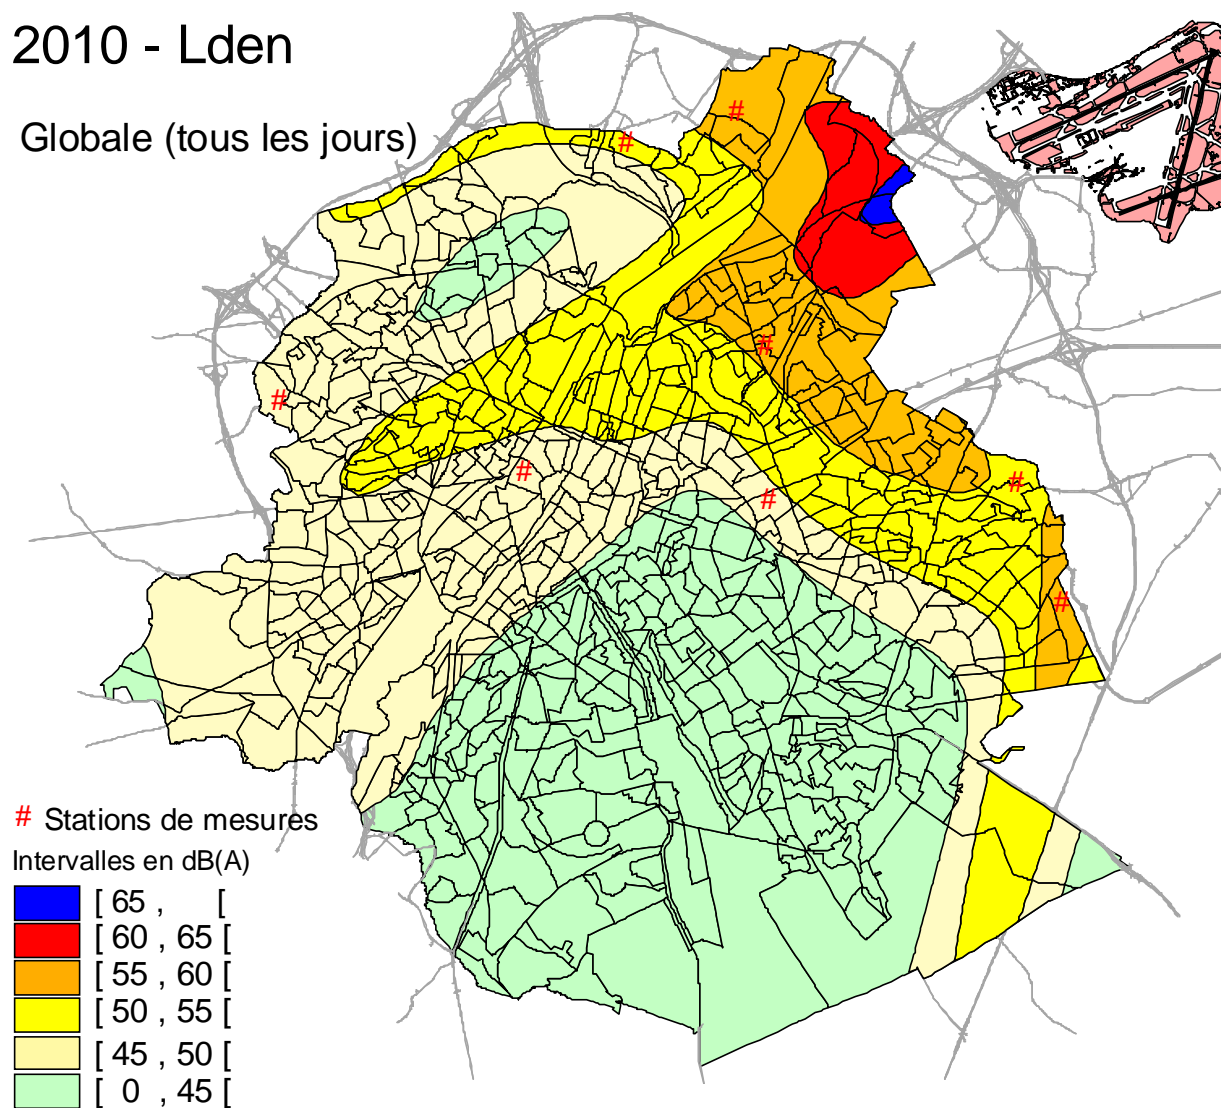 2010 - Lden
Globale (tous les jours)
# Stations de mesures
Intervalles en dB(A)
[ 65 , [
[ 60 , 65 [
[ 55 , 60 [
[ 50 , 55 [
[ 45 , 50 [
[ 0 , 45 [